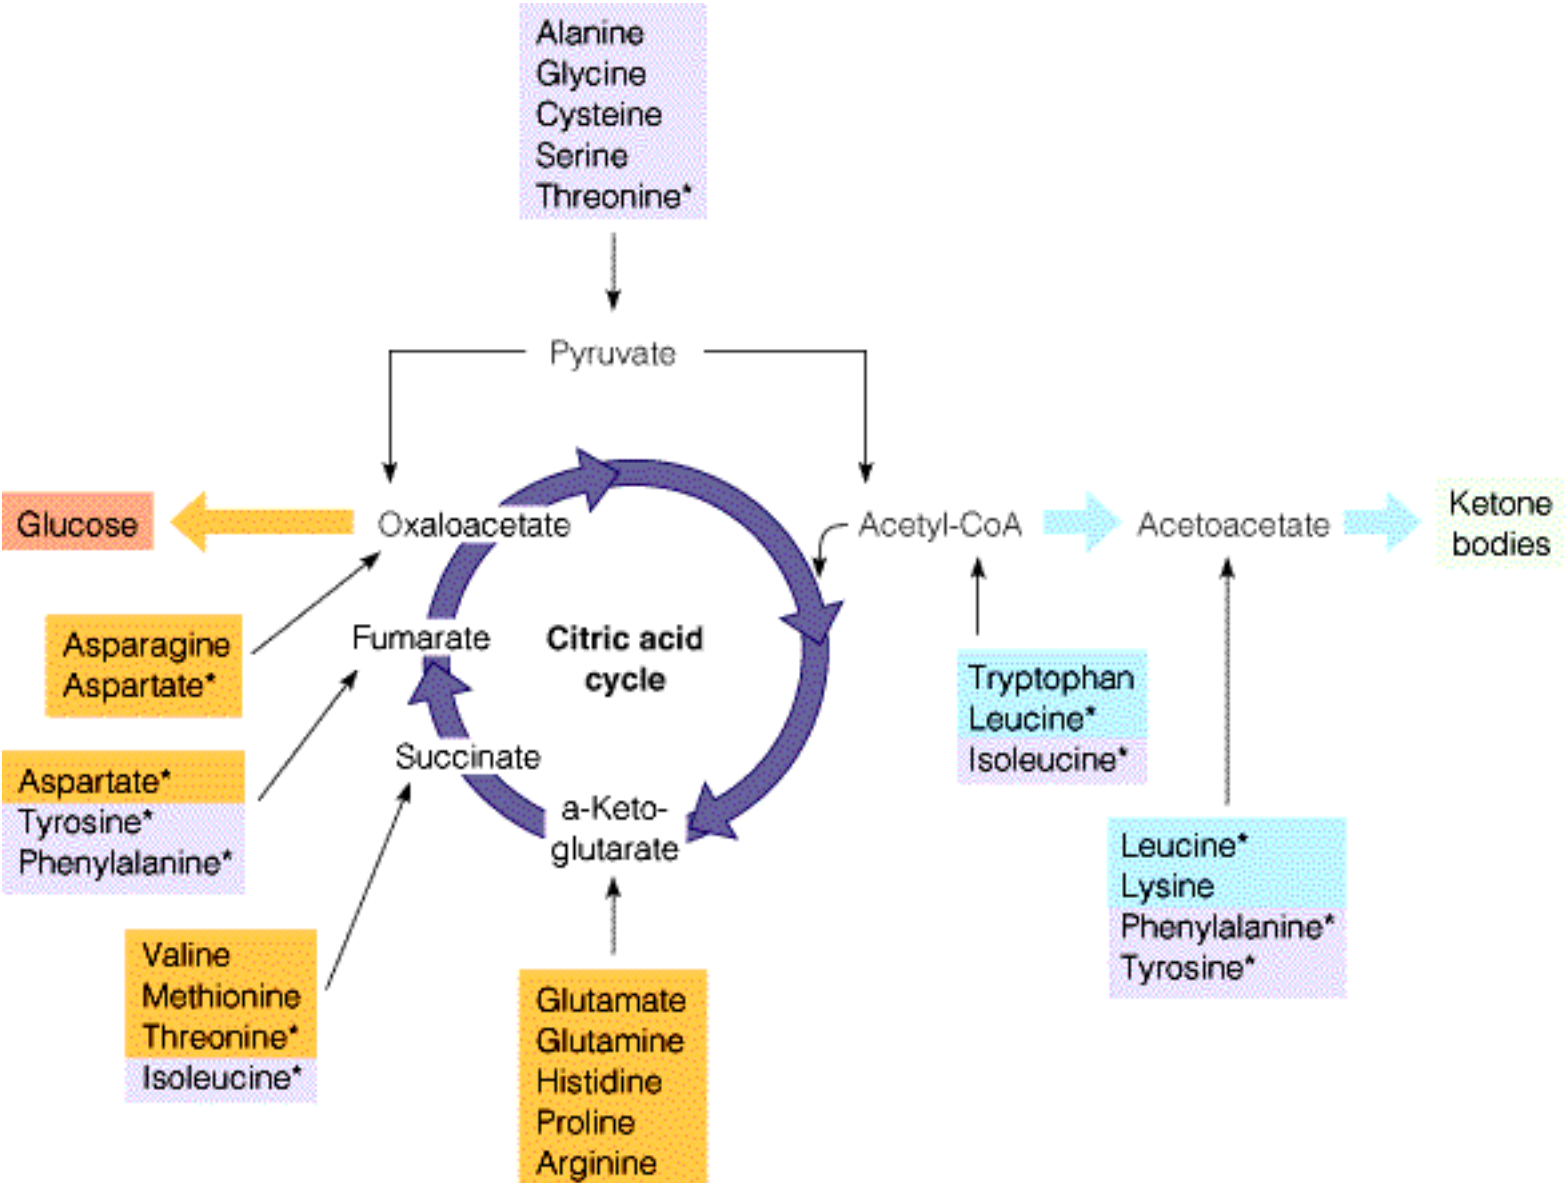 Alanine
Glycine
Cysteine
Serine
Threonine*
Pyruvate
Glucose
Oxaloacetate
Acetyl-CoA
Acetoacetate
Ketone
bodies
Asparagine
Aspartate*
Fumarate
Citric acid
cycle
Tryptophan
Leucine*
Isoleucine*
Aspartate*
Tyrosine*
Phenylalanine*
Succinate
a-Keto-
glutarate
Leucine*
Lysine
Phenylalanine*
Tyrosine*
Valine
Methionine
Threonine*
Isoleucine*
Glutamate
Glutamine
Histidine
Proline
Arginine